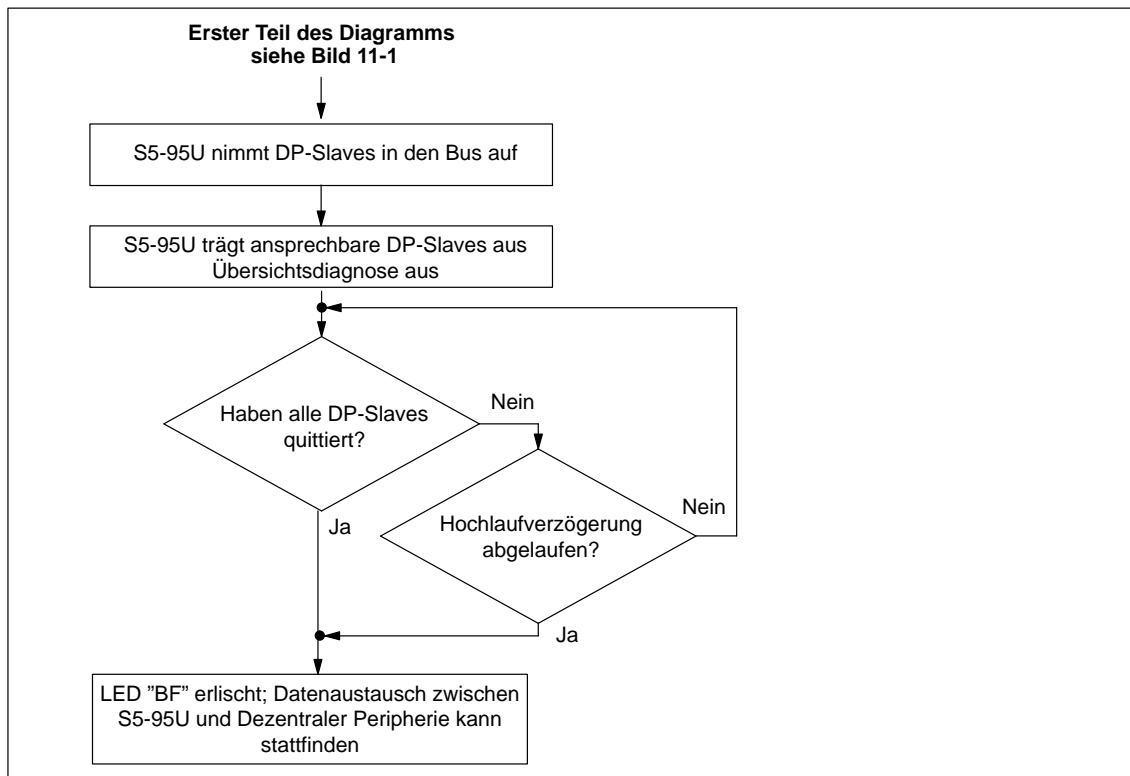 Erster Teil des Diagramms
siehe Bild 11-1
S5-95U nimmt DP-Slaves in den Bus auf
S5-95U trägt ansprechbare DP-Slaves aus
Übersichtsdiagnose aus
Haben alle DP-Slaves
quittiert?
Nein
Ja
Hochlaufverzögerung
abgelaufen?
Nein
Ja
LED ”BF” erlischt; Datenaustausch zwischen
S5-95U und Dezentraler Peripherie kann
stattfinden